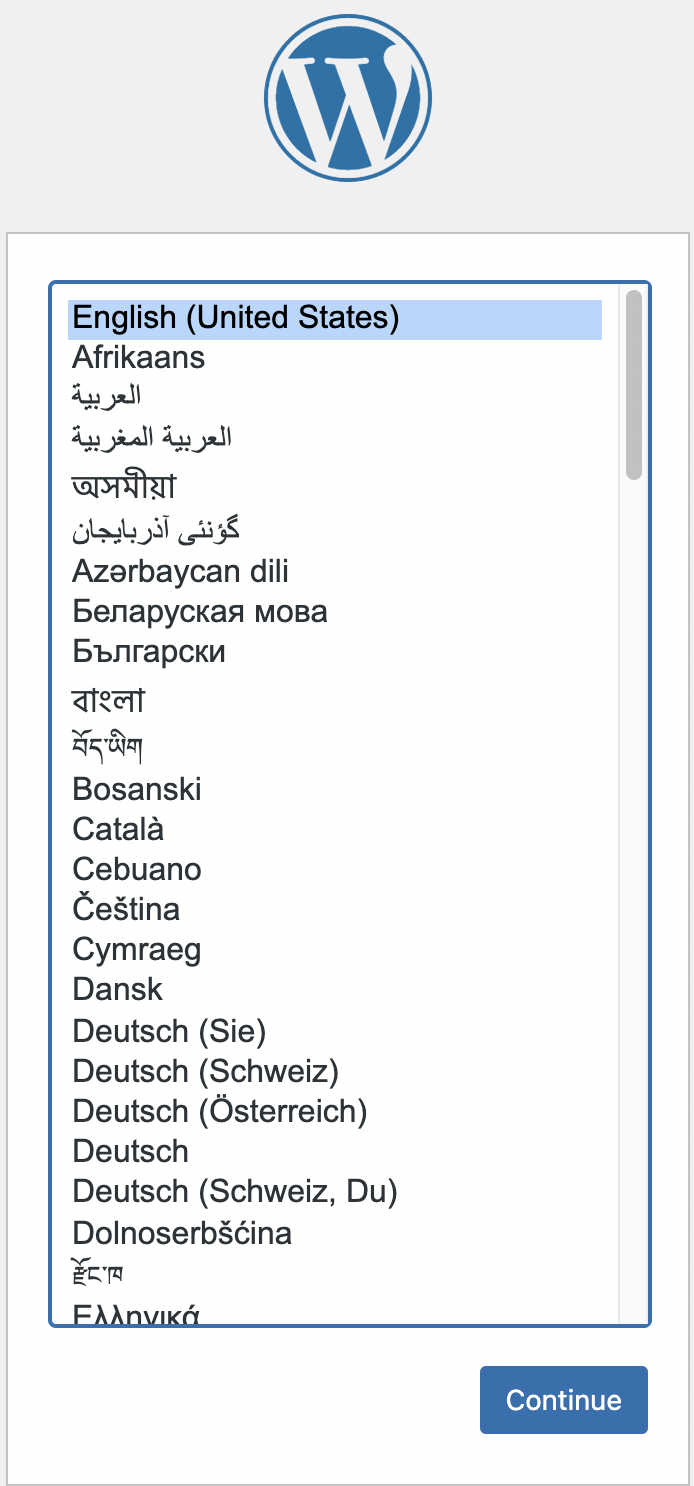 English (United States)
Afrikaans
العربية
العربية المغربية
অসমীয়া
گؤنئی آذربایجان
Azərbaycan dili
Беларуская мова
Български
বাংলা
བོད་ཡིག
Bosanski
Català
Cebuano
Čeština
Cymraeg
Dansk
Deutsch (Sie)
Deutsch (Schweiz)
Deutsch (Österreich)
Deutsch
Deutsch (Schweiz, Du)
Dolnoserbšćina
རྫོང་ཁ
Ελληνικά
Continue